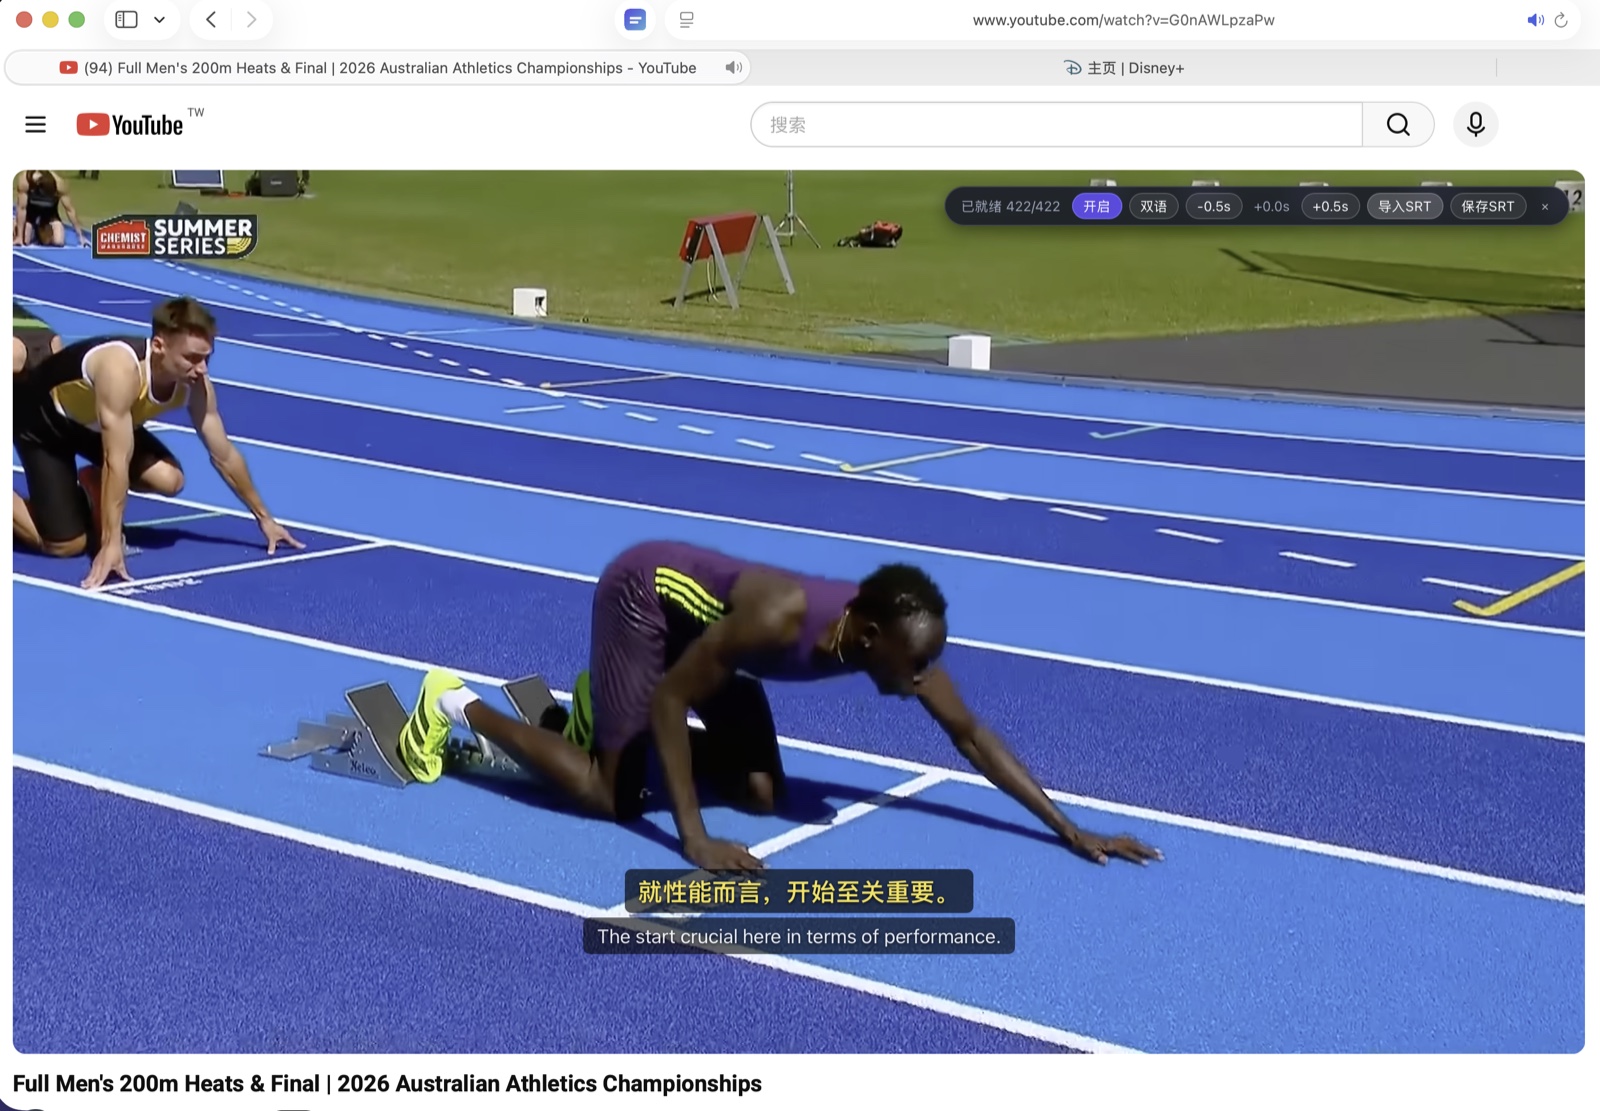 www.youtube.com/watch?v=G0nAWLpzaPw
(94) Full Men's 200m Heats & Final | 2026 Australian Athletics Championships - YouTube
主页 | Disney+
YouTube TW
搜索
已就绪 422/422 开启 双语 -0.5s +0.0s +0.5s 导入SRT 保存SRT ×
CHEMIST WAREHOUSE SUMMER SERIES
Nelco
就性能而言，开始至关重要。
The start crucial here in terms of performance.
Full Men's 200m Heats & Final | 2026 Australian Athletics Championships